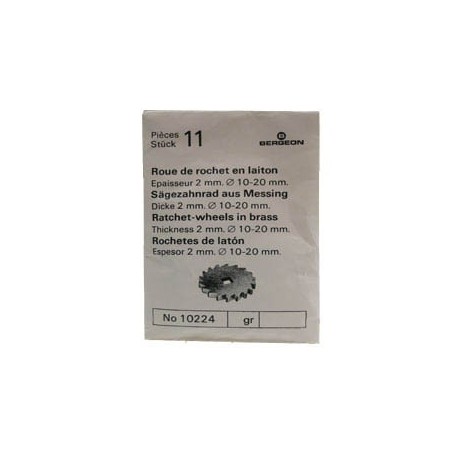 Pièces
Stück 11
BERGEON
Roue de rochet en laiton
Epaisseur 2 mm. ∅ 10-20 mm.
Sägezahnrad aus Messing
Dicke 2 mm. ∅ 10-20 mm.
Ratchet-wheels in brass
Thickness 2 mm. ∅ 10-20 mm.
Rochetes de latón
Espesor 2 mm. ∅ 10-20 mm.
No 10224 gr